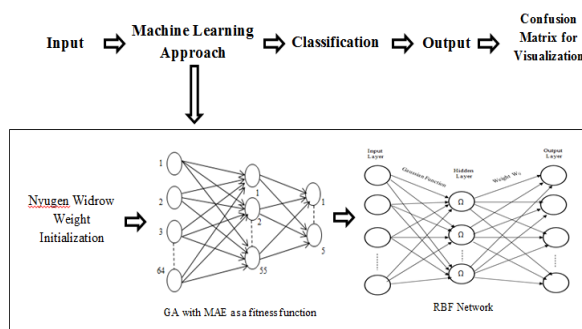 Input
Machine Learning
Approach
Classification
Output
Confusion
Matrix for
Visualization
Nyugen Widrow
Weight
Initialization
1
2
3
64
1
2
55
1
5
GA with MAE as a fitness function
Input
Layer
Gaussian Function
Hidden
Layer
Weight Wₖ
Output
Layer
Ω
Ω
Ω
RBF Network